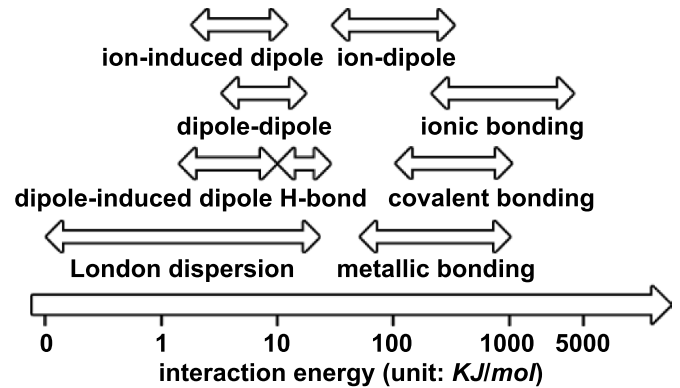 ion-induced dipole ion-dipole
dipole-dipole ionic bonding
dipole-induced dipole H-bond covalent bonding
London dispersion metallic bonding
0 1 10 100 1000 5000
interaction energy (unit: KJ/mol)